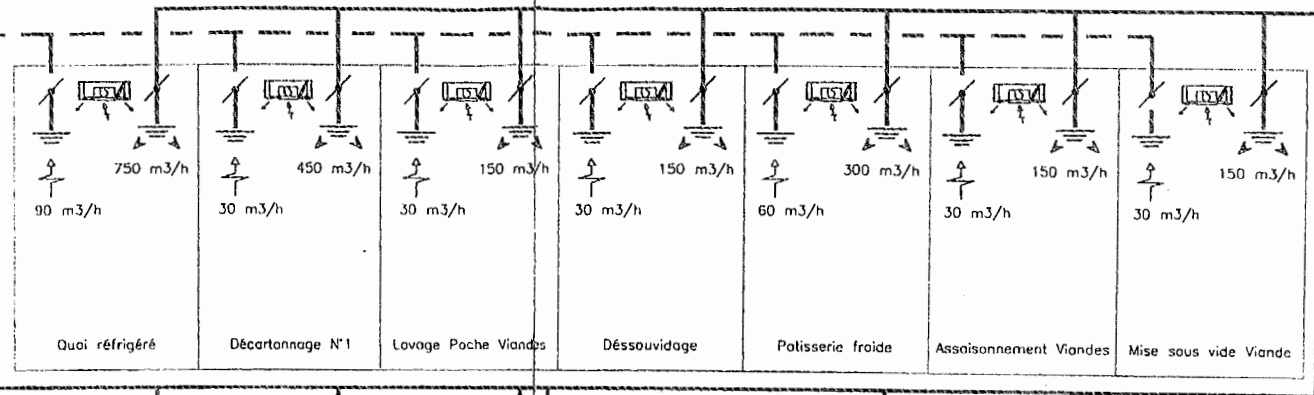 750 m3/h
450 m3/h
150 m3/h
150 m3/h
300 m3/h
150 m3/h
150 m3/h
90 m3/h
30 m3/h
30 m3/h
30 m3/h
60 m3/h
30 m3/h
30 m3/h
Quai réfrigéré
Décartonnage N°1
Lavage Poche Viandes
Déssouvidage
Patisserie froide
Assaisonnement Viandes
Mise sous vide Viande